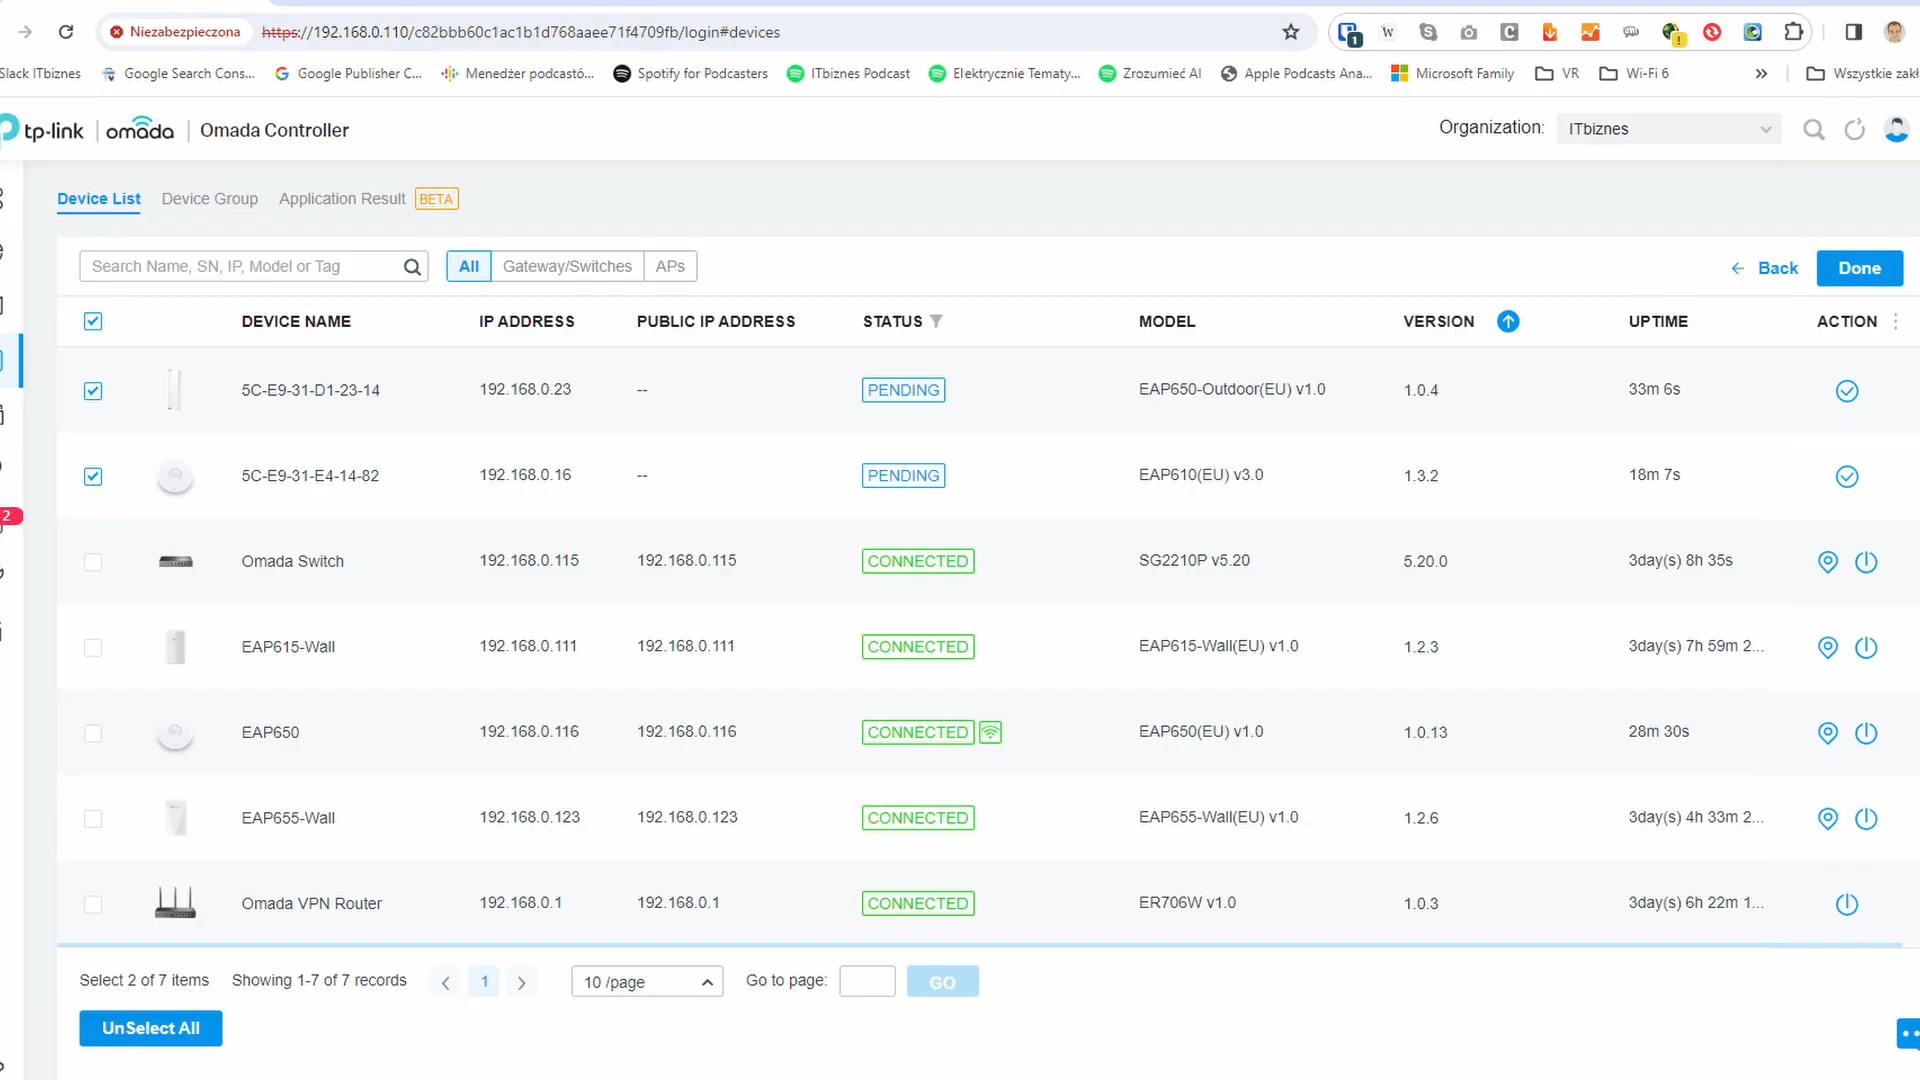 Niezabezpieczona https://192.168.0.110/c82bbb60c1ac1b1d768aaee71f4709fb/login#devices
Slack ITbiznes Google Search Cons... Google Publisher C... Menedżer podcastó... Spotify for Podcasters ITbiznes Podcast Elektrycznie Tematy... Zrozumieć AI Apple Podcasts Ana... Microsoft Family VR Wi-Fi 6 » Wszystkie zakł
tp-link | omada | Omada Controller Organization: ITbiznes
Device List Device Group Application Result BETA
Search Name, SN, IP, Model or Tag All Gateway/Switches APs Back Done
DEVICE NAME IP ADDRESS PUBLIC IP ADDRESS STATUS MODEL VERSION UPTIME ACTION
5C-E9-31-D1-23-14 192.168.0.23 -- PENDING EAP650-Outdoor(EU) v1.0 1.0.4 33m 6s
5C-E9-31-E4-14-82 192.168.0.16 -- PENDING EAP610(EU) v3.0 1.3.2 18m 7s
2
Omada Switch 192.168.0.115 192.168.0.115 CONNECTED SG2210P v5.20 5.20.0 3day(s) 8h 35s
EAP615-Wall 192.168.0.111 192.168.0.111 CONNECTED EAP615-Wall(EU) v1.0 1.2.3 3day(s) 7h 59m 2...
EAP650 192.168.0.116 192.168.0.116 CONNECTED EAP650(EU) v1.0 1.0.13 28m 30s
EAP655-Wall 192.168.0.123 192.168.0.123 CONNECTED EAP655-Wall(EU) v1.0 1.2.6 3day(s) 4h 33m 2...
Omada VPN Router 192.168.0.1 192.168.0.1 CONNECTED ER706W v1.0 1.0.3 3day(s) 6h 22m 1...
Select 2 of 7 items Showing 1-7 of 7 records 1 10 /page Go to page: GO
UnSelect All